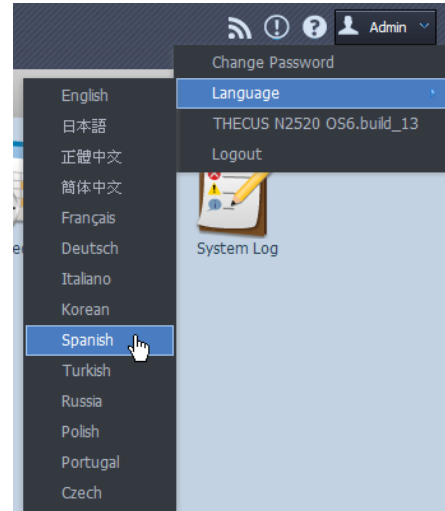 Admin
Change Password
Language
THECUS N2520 OS6.build_13
Logout
English
日本語
正體中文
簡体中文
Français
Deutsch
Italiano
Korean
Spanish
Turkish
Russia
Polish
Portugal
Czech
System Log